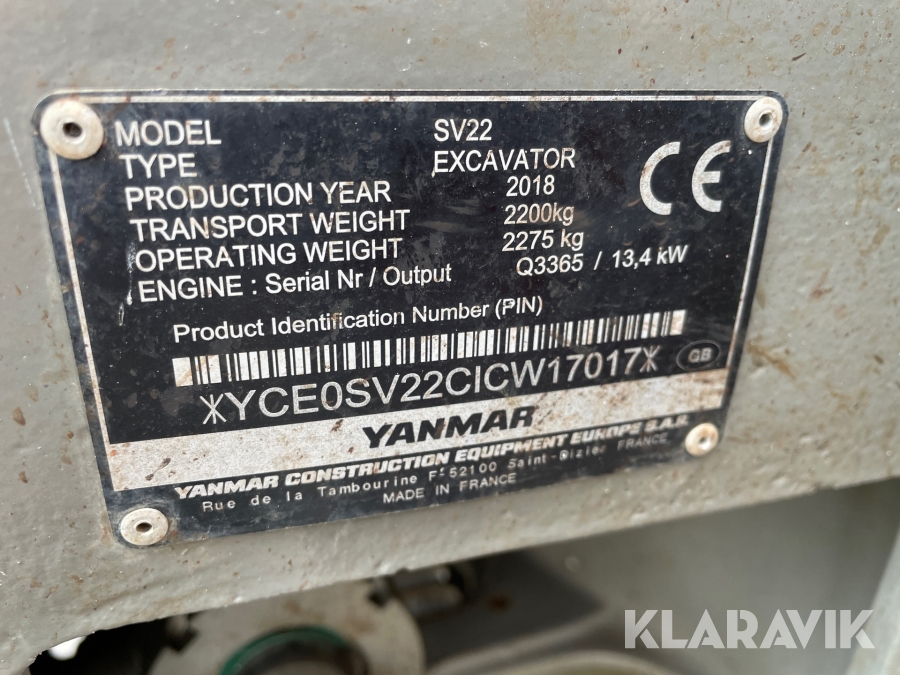 MODEL SV22
TYPE EXCAVATOR
PRODUCTION YEAR 2018
TRANSPORT WEIGHT 2200kg
OPERATING WEIGHT 2275 kg
ENGINE : Serial Nr / Output Q3365 / 13,4 kW
CE
Product Identification Number (PIN)
GB
*YCE0SV22CICW17017*
YANMAR
YANMAR CONSTRUCTION EQUIPMENT EUROPE S.A.S.
Rue de la Tambourine F-52100 Saint-Dizier FRANCE
MADE IN FRANCE
KLARAVIK